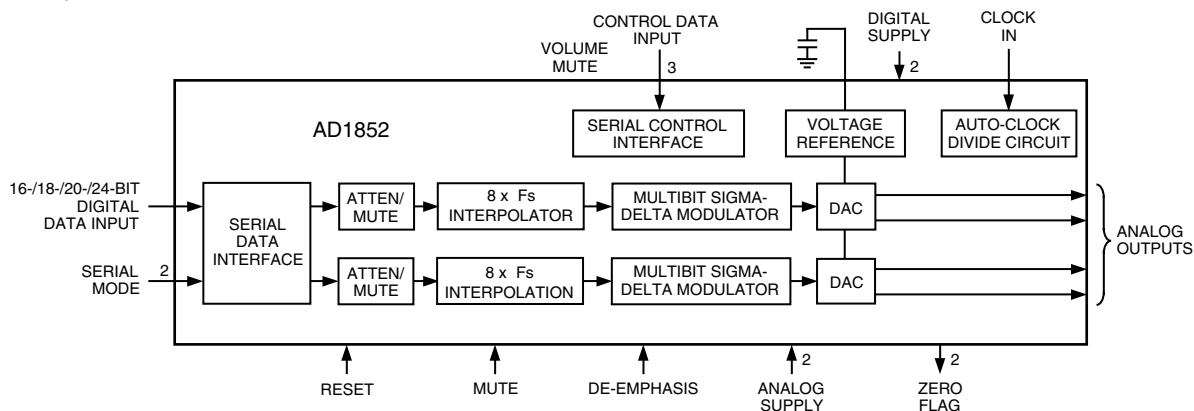 CONTROL DATA
INPUT
VOLUME
MUTE
3
DIGITAL
SUPPLY
2
CLOCK
IN
AD1852
SERIAL CONTROL
INTERFACE
VOLTAGE
REFERENCE
AUTO-CLOCK
DIVIDE CIRCUIT
16-/18-/20-/24-BIT
DIGITAL
DATA INPUT
SERIAL
DATA
INTERFACE
ATTEN/
MUTE
8 x Fs
INTERPOLATOR
MULTIBIT SIGMA-
DELTA MODULATOR
DAC
ANALOG
OUTPUTS
SERIAL
MODE
2
ATTEN/
MUTE
8 x Fs
INTERPOLATION
MULTIBIT SIGMA-
DELTA MODULATOR
DAC
RESET
MUTE
DE-EMPHASIS
2
ANALOG
SUPPLY
2
ZERO
FLAG